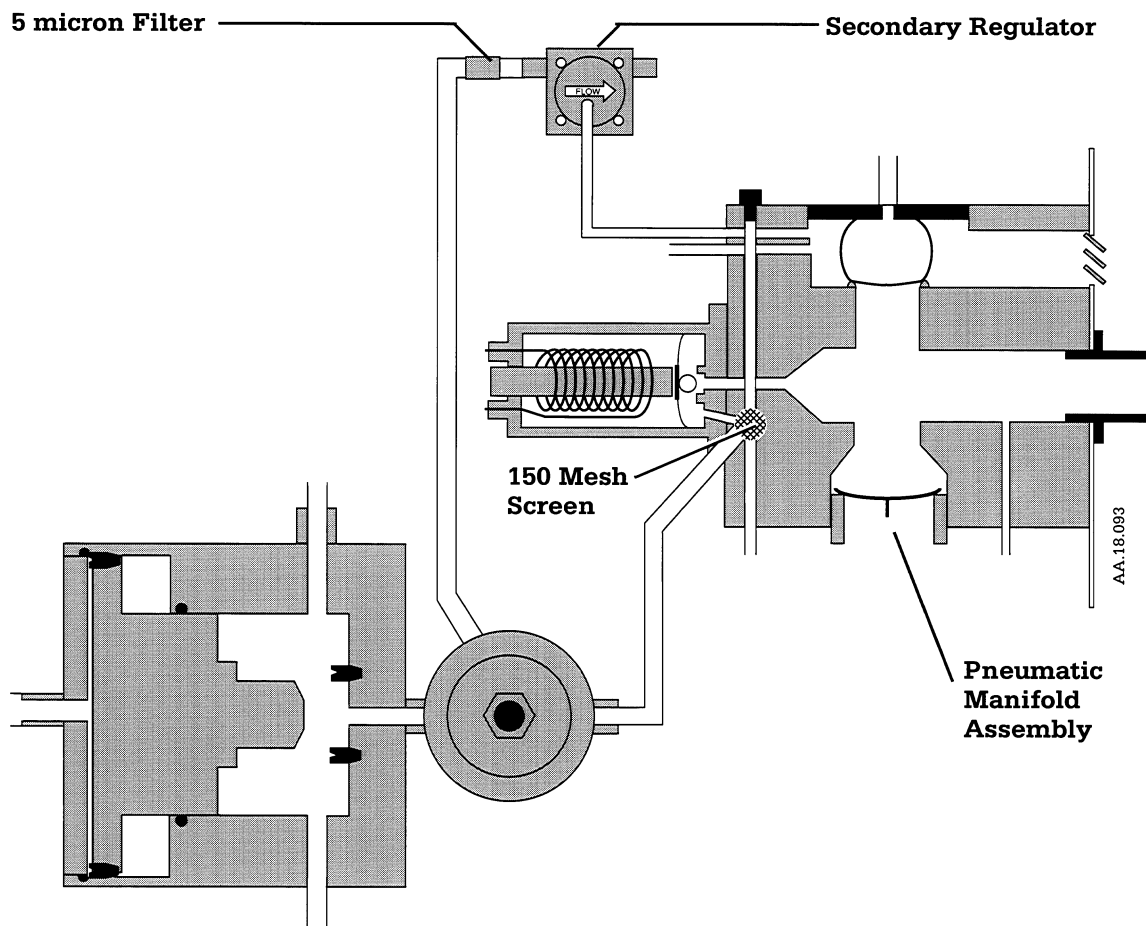 5 micron Filter
Secondary Regulator
FLOW
150 Mesh
Screen
AA.18.093
Pneumatic
Manifold
Assembly